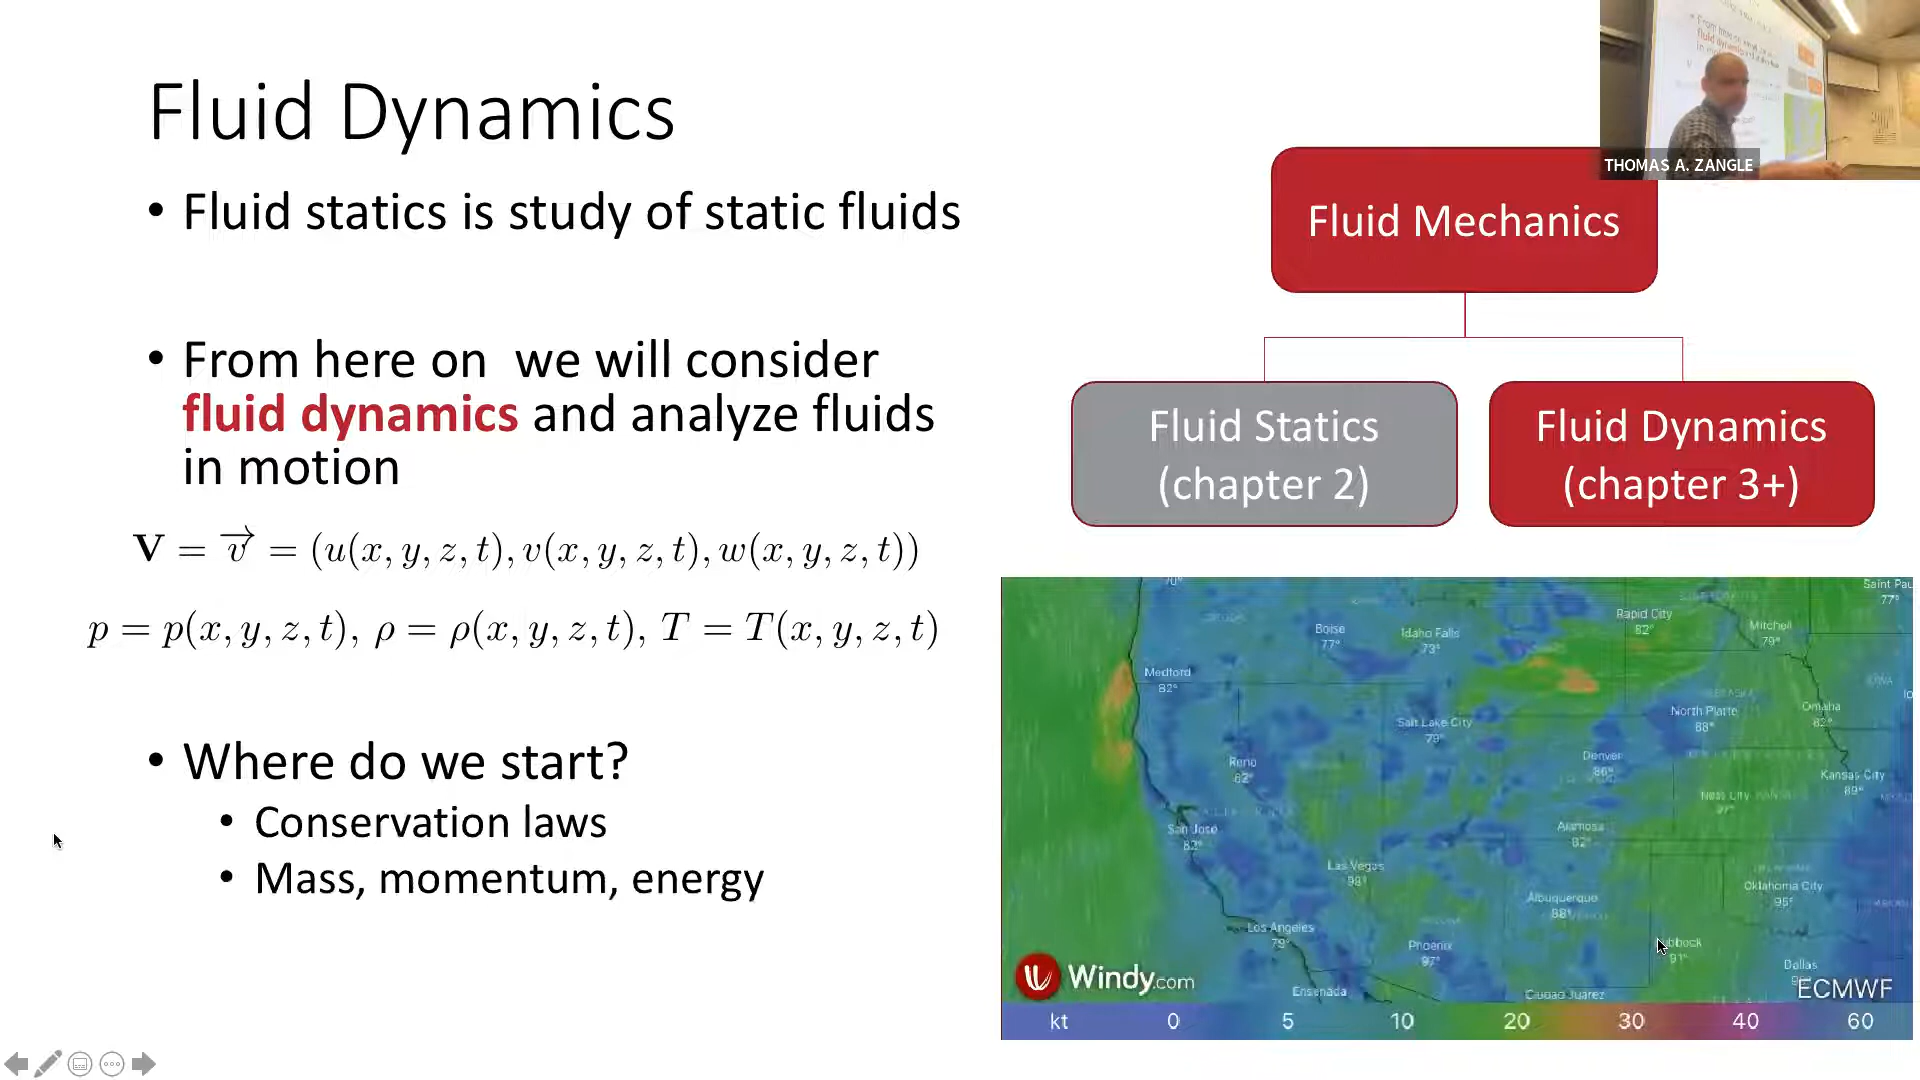 Fluid Dynamics
• Fluid statics is study of static fluids
• From here on we will consider
fluid dynamics and analyze fluids
in motion
V = v⃗ = (u(x, y, z, t), v(x, y, z, t), w(x, y, z, t))
p = p(x, y, z, t), ρ = ρ(x, y, z, t), T = T(x, y, z, t)
• Where do we start?
• Conservation laws
• Mass, momentum, energy
THOMAS A. ZANGLE
Fluid Mechanics
Fluid Statics
(chapter 2)
Fluid Dynamics
(chapter 3+)
70°
Saint Pau
77°
Rapid City
82°
Mitchell
79°
Boise
77°
Idaho Falls
73°
Medford
82°
IOWA
North Platte
88°
Omaha
82°
Salt Lake City
79°
Denver
86°
Reno
82°
Kansas City
89°
Ness City
San José
82°
Alamosa
82°
Las Vegas
98°
Oklahoma City
95°
Albuquerque
88°
Los Angeles
79°
Phoenix
97°
bbock
91°
Dallas
Ensenada
Ciudad Juarez
Windy.com
ECMWF
kt 0 5 10 20 30 40 60